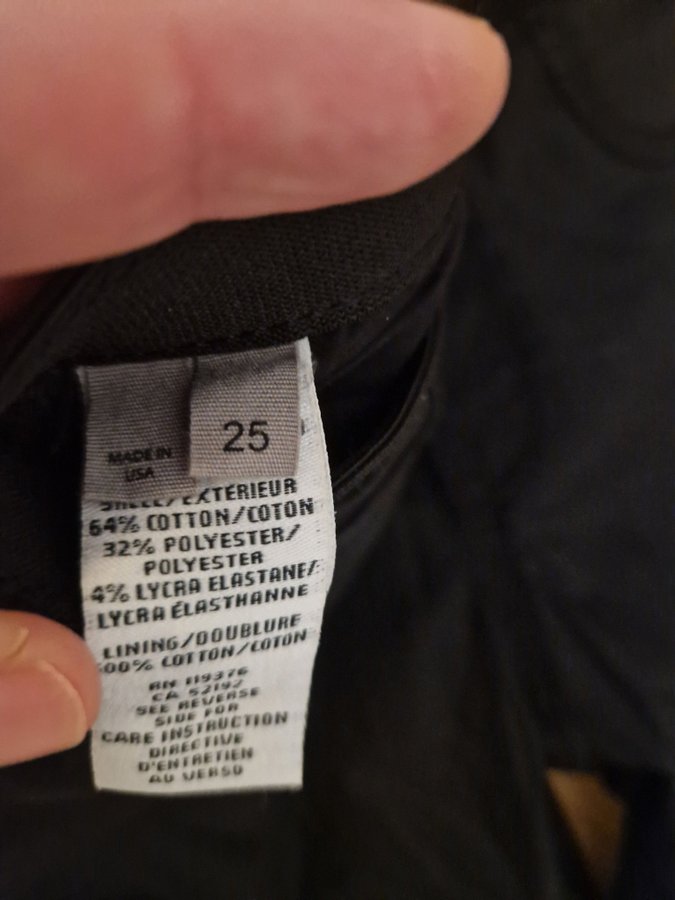 MADE IN
USA
25
SHELL/EXTÉRIEUR
64% COTTON/COTON
32% POLYESTER/
POLYESTER
4% LYCRA ELASTANE/
LYCRA ÉLASTHANNE
LINING/DOUBLURE
100% COTTON/COTON
RN 119376
CA 52192
SEE REVERSE
SIDE FOR
CARE INSTRUCTION
DIRECTIVE
D'ENTRETIEN
AU VERSO